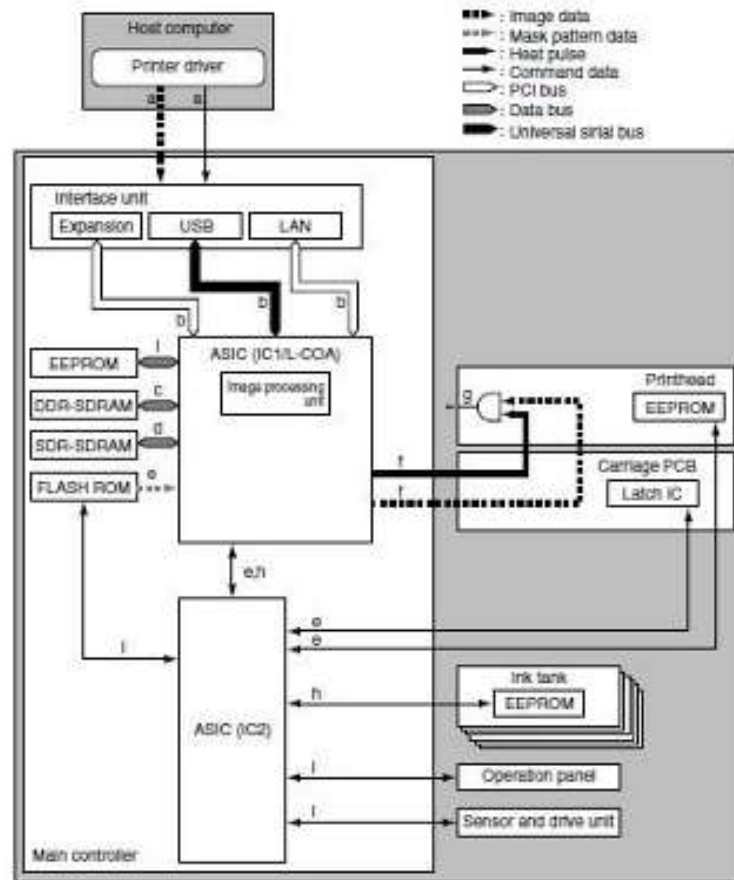 Host computer
Printer driver
a
a
: Image data
: Mask pattern data
: Heat pulse
: Command data
: PCI bus
: Data bus
: Universal sirial bus
Interface unit
Expansion
USB
LAN
b
b
b
ASIC (IC1/L-COA)
Image processing
unit
EEPROM
DDR-SDRAM
c
SDR-SDRAM
d
FLASH ROM
e
f
f
Printhead
EEPROM
g
Carriage PCB
Latch IC
e,h
e
e
ASIC (IC2)
h
Ink tank
EEPROM
Operation panel
Sensor and drive unit
Main controller